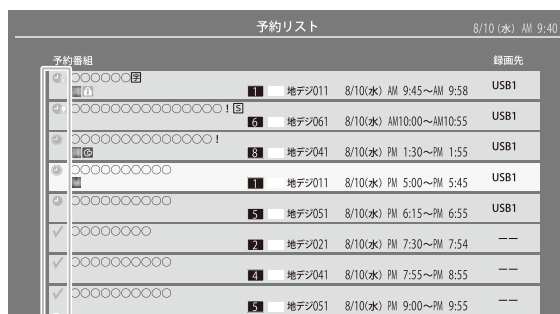 予約リスト
8/10 (水) AM 9:40
予約番組 録画先
○○○○○○字
1 地デジ011 8/10(水) AM 9:45～AM 9:58 USB1
○○○○○○○○○○○○○○○！S
6 地デジ061 8/10(水) AM10:00～AM10:55 USB1
○○○○○○○○○○○○○○！
G 8 地デジ041 8/10(水) PM 1:30～PM 1:55 USB1
○○○○○○○○○○
1 地デジ011 8/10(水) PM 5:00～PM 5:45 USB1
○○○○○○○○○○
5 地デジ051 8/10(水) PM 6:15～PM 6:55 USB1
○○○○○○○○
2 地デジ021 8/10(水) PM 7:30～PM 7:54 −−
○○○○○○○○○○
4 地デジ041 8/10(水) PM 7:55～PM 8:55 −−
○○○○○○○○○○
5 地デジ051 8/10(水) PM 9:00～PM 9:55 −−